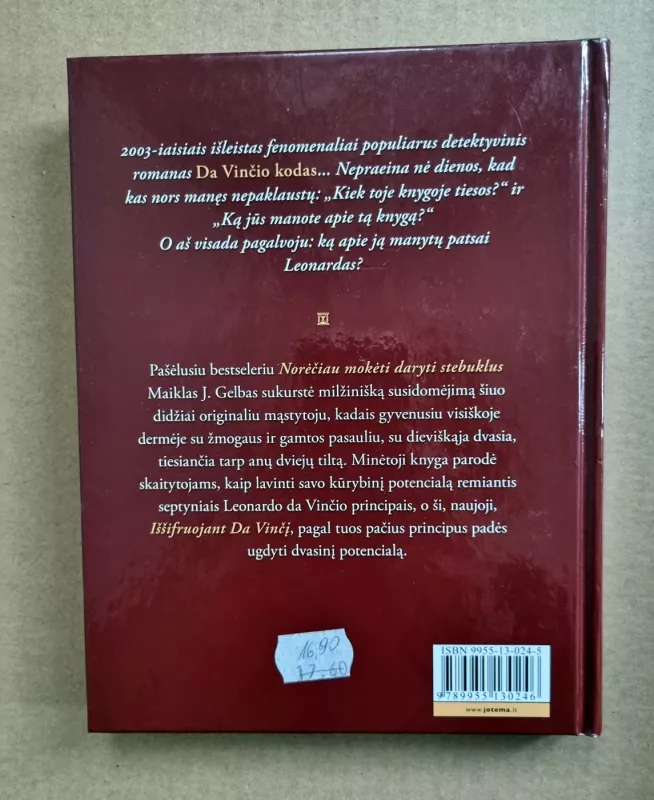 2003-iaisiais išleistas fenomenaliai populiarus detektyvinis
romanas Da Vinčio kodas... Nepraeina nė dienos, kad
kas nors manęs nepaklaustų: „Kiek toje knygoje tiesos?“ ir
„Ką jūs manote apie tą knygą?“
O aš visada pagalvoju: ką apie ją manytų patsai
Leonardas?
Pašėlusiu bestseleriu Norėčiau mokėti daryti stebuklus
Maiklas J. Gelbas sukurstė milžinišką susidomėjimą šiuo
didžiai originaliu mąstytoju, kadais gyvenusiu visiškoje
dermėje su žmogaus ir gamtos pasauliu, su dieviškąja dvasia,
tiesiančia tarp anų dviejų tiltą. Minėtoji knyga parodė
skaitytojams, kaip lavinti savo kūrybinį potencialą remiantis
septyniais Leonardo da Vinčio principais, o ši, naujoji,
Iššifruojant Da Vinčį, pagal tuos pačius principus padės
ugdyti dvasinį potencialą.
16,90
17.60
ISBN 9955-13-024-5
9 789955 130246
www.jotema.lt